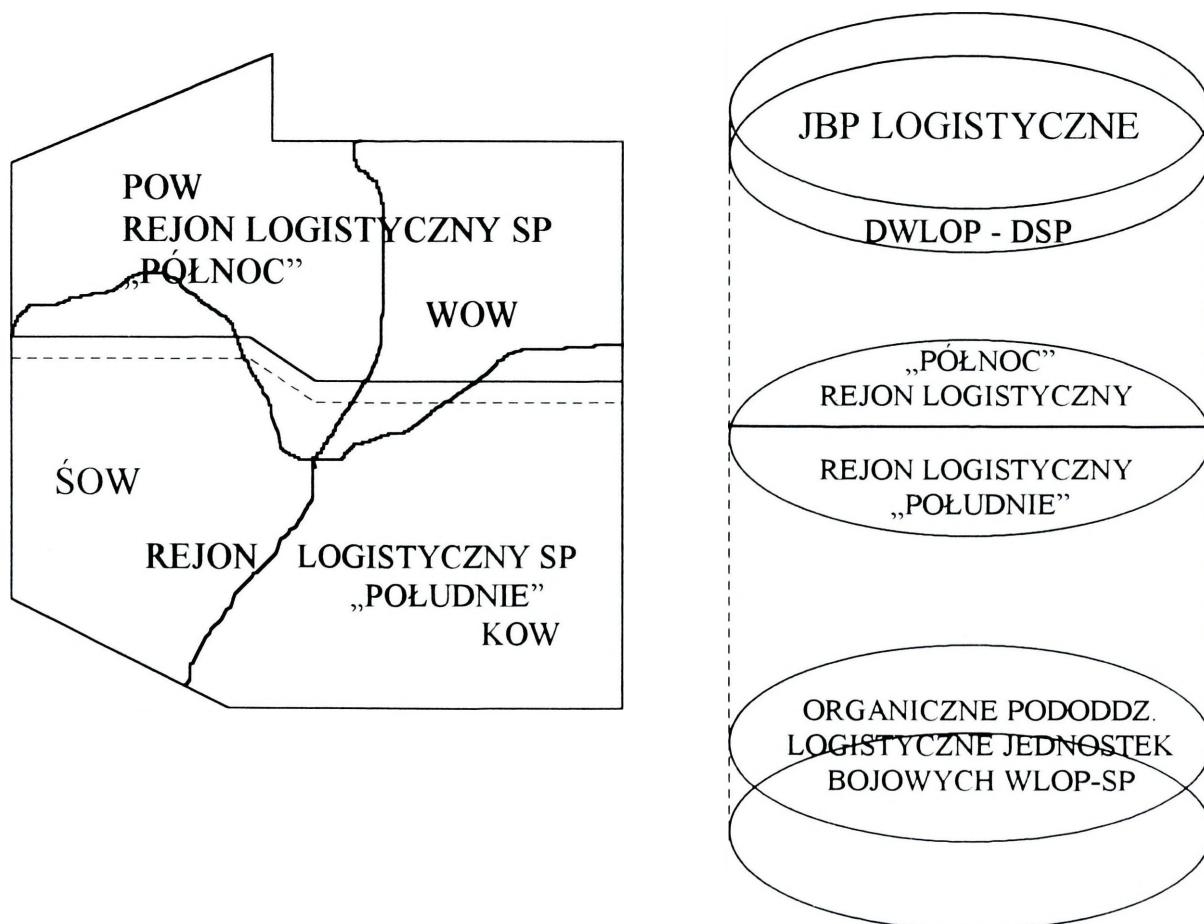 POW
REJON LOGISTYCZNY SP
„PÓŁNOC”
WOW
ŚOW
REJON LOGISTYCZNY SP
„POŁUDNIE”
KOW
JBP LOGISTYCZNE
DWLOP - DSP
„PÓŁNOC”
REJON LOGISTYCZNY
REJON LOGISTYCZNY
„POŁUDNIE”
ORGANICZNE PODODDZ.
LOGISTYCZNE JEDNOSTEK
BOJOWYCH WLOP-SP